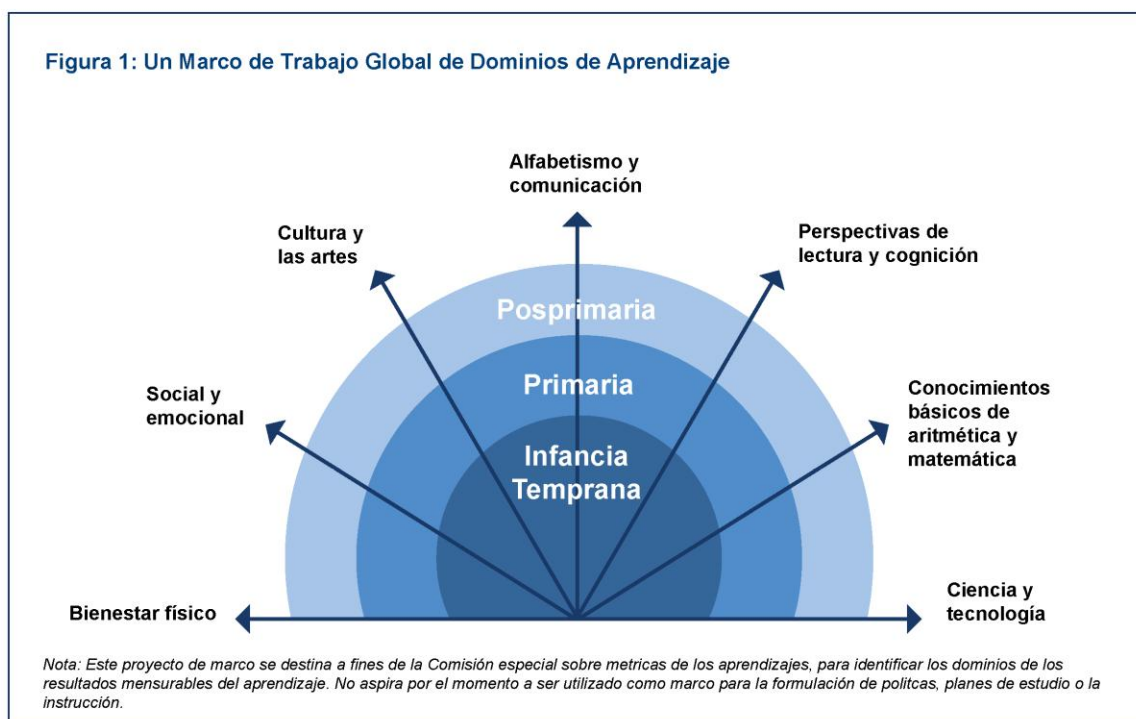 Figura 1: Un Marco de Trabajo Global de Dominios de Aprendizaje
Alfabetismo y
comunicación
Cultura y
las artes
Perspectivas de
lectura y cognición
Posprimaria
Primaria
Social y
emocional
Conocimientos
básicos de
aritmética y
matemática
Infancia
Temprana
Bienestar físico
Ciencia y
tecnología
Nota: Este proyecto de marco se destina a fines de la Comisión especial sobre metricas de los aprendizajes, para identificar los dominios de los
resultados mensurables del aprendizaje. No aspira por el momento a ser utilizado como marco para la formulación de politcas, planes de estudio o la
instrucción.